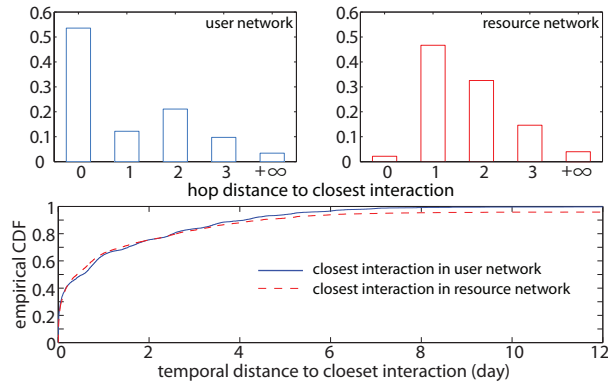 user network
0.6
0.5
0.4
0.3
0.2
0.1
0
0 1 2 3 +∞
resource network
0.6
0.5
0.4
0.3
0.2
0.1
0
0 1 2 3 +∞
hop distance to closest interaction
empirical CDF
1
0.8
0.6
0.4
0.2
0
closest interaction in user network
closest interaction in resource network
0 2 4 6 8 10 12
temporal distance to cloeset interaction (day)